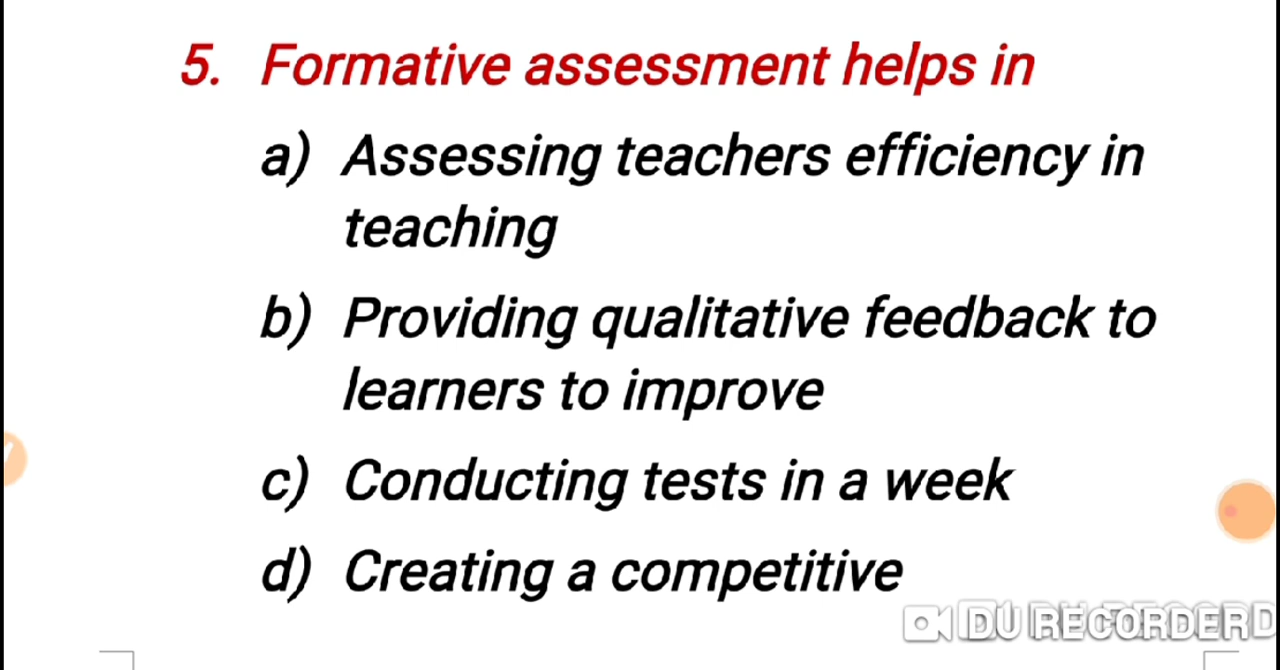 5. Formative assessment helps in
a) Assessing teachers efficiency in
teaching
b) Providing qualitative feedback to
learners to improve
c) Conducting tests in a week
d) Creating a competitive
DU RECORDER